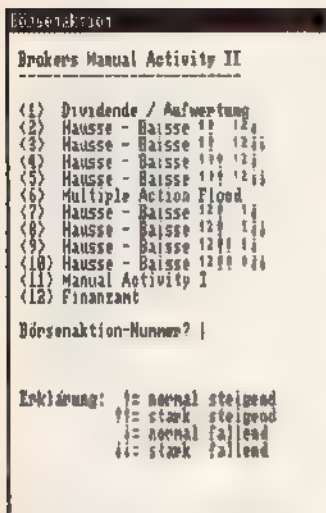 Börsenaktion
Brokers Manual Activity II
(1) Dividende / Aufwertung
(2) Hausse - Baisse
(3) Hausse - Baisse
(4) Hausse - Baisse
(5) Hausse - Baisse
(6) Multiple Action Flood
(7) Hausse - Baisse
(8) Hausse - Baisse
(9) Hausse - Baisse
(10) Hausse - Baisse
(11) Manual Activity I
(12) Finanzamt
Börsenaktion-Nummer?
Erklärung: ↑= normal steigend
↑↑= stark steigend
↓= normal fallend
↓↓= stark fallend